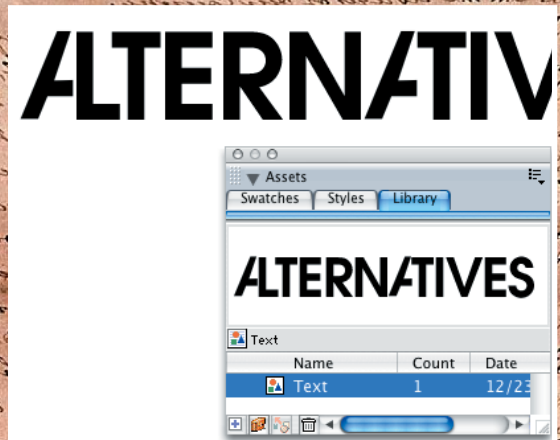 ALTERNATIV
Assets
Swatches Styles Library
ALTERNATIVES
Text
Name Count Date
Text 1 12/23